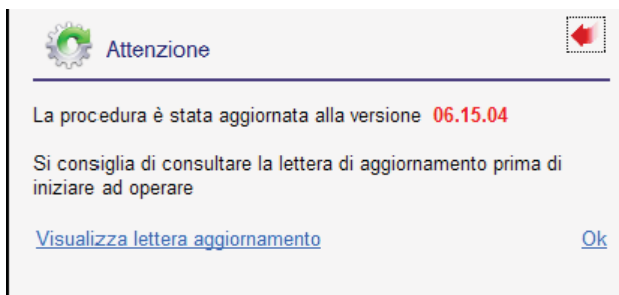 Attenzione
La procedura è stata aggiornata alla versione 06.15.04
Si consiglia di consultare la lettera di aggiornamento prima di
iniziare ad operare
Visualizza lettera aggiornamento Ok